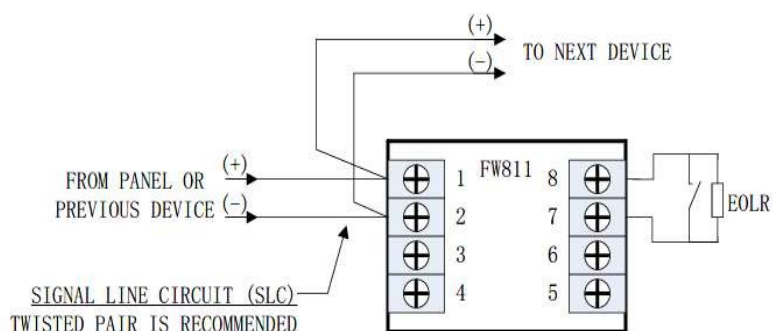 (+)
(-)
TO NEXT DEVICE
FROM PANEL OR
PREVIOUS DEVICE
(+)
(-)
FW811
1
2
3
4
8
7
6
5
EOLR
SIGNAL LINE CIRCUIT (SLC)
TWISTED PAIR IS RECOMMENDED